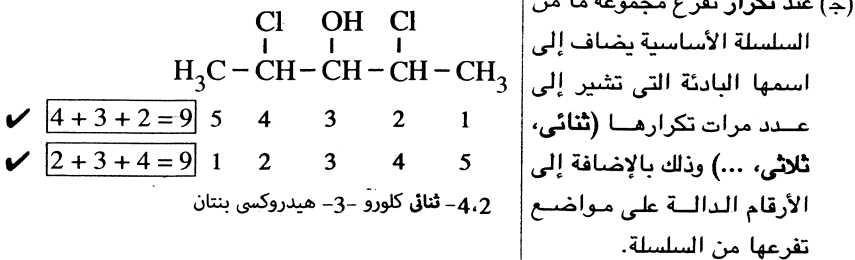 (ج) عند تكرار تفرع مجموعة ما من
السلسلة الأساسية يضاف إلى
اسمها البادئة التى تشير إلى
عدد مرات تكرارها (ثنائى،
ثلاثى، ...) وذلك بالإضافة إلى
الأرقام الدالة على مواضع
تفرعها من السلسلة.
Cl OH Cl
H3C – CH – CH – CH – CH3
✔ 4 + 3 + 2 = 9 5 4 3 2 1
✔ 2 + 3 + 4 = 9 1 2 3 4 5
4،2– ثنائى كلورو –3– هيدروكسى بنتان